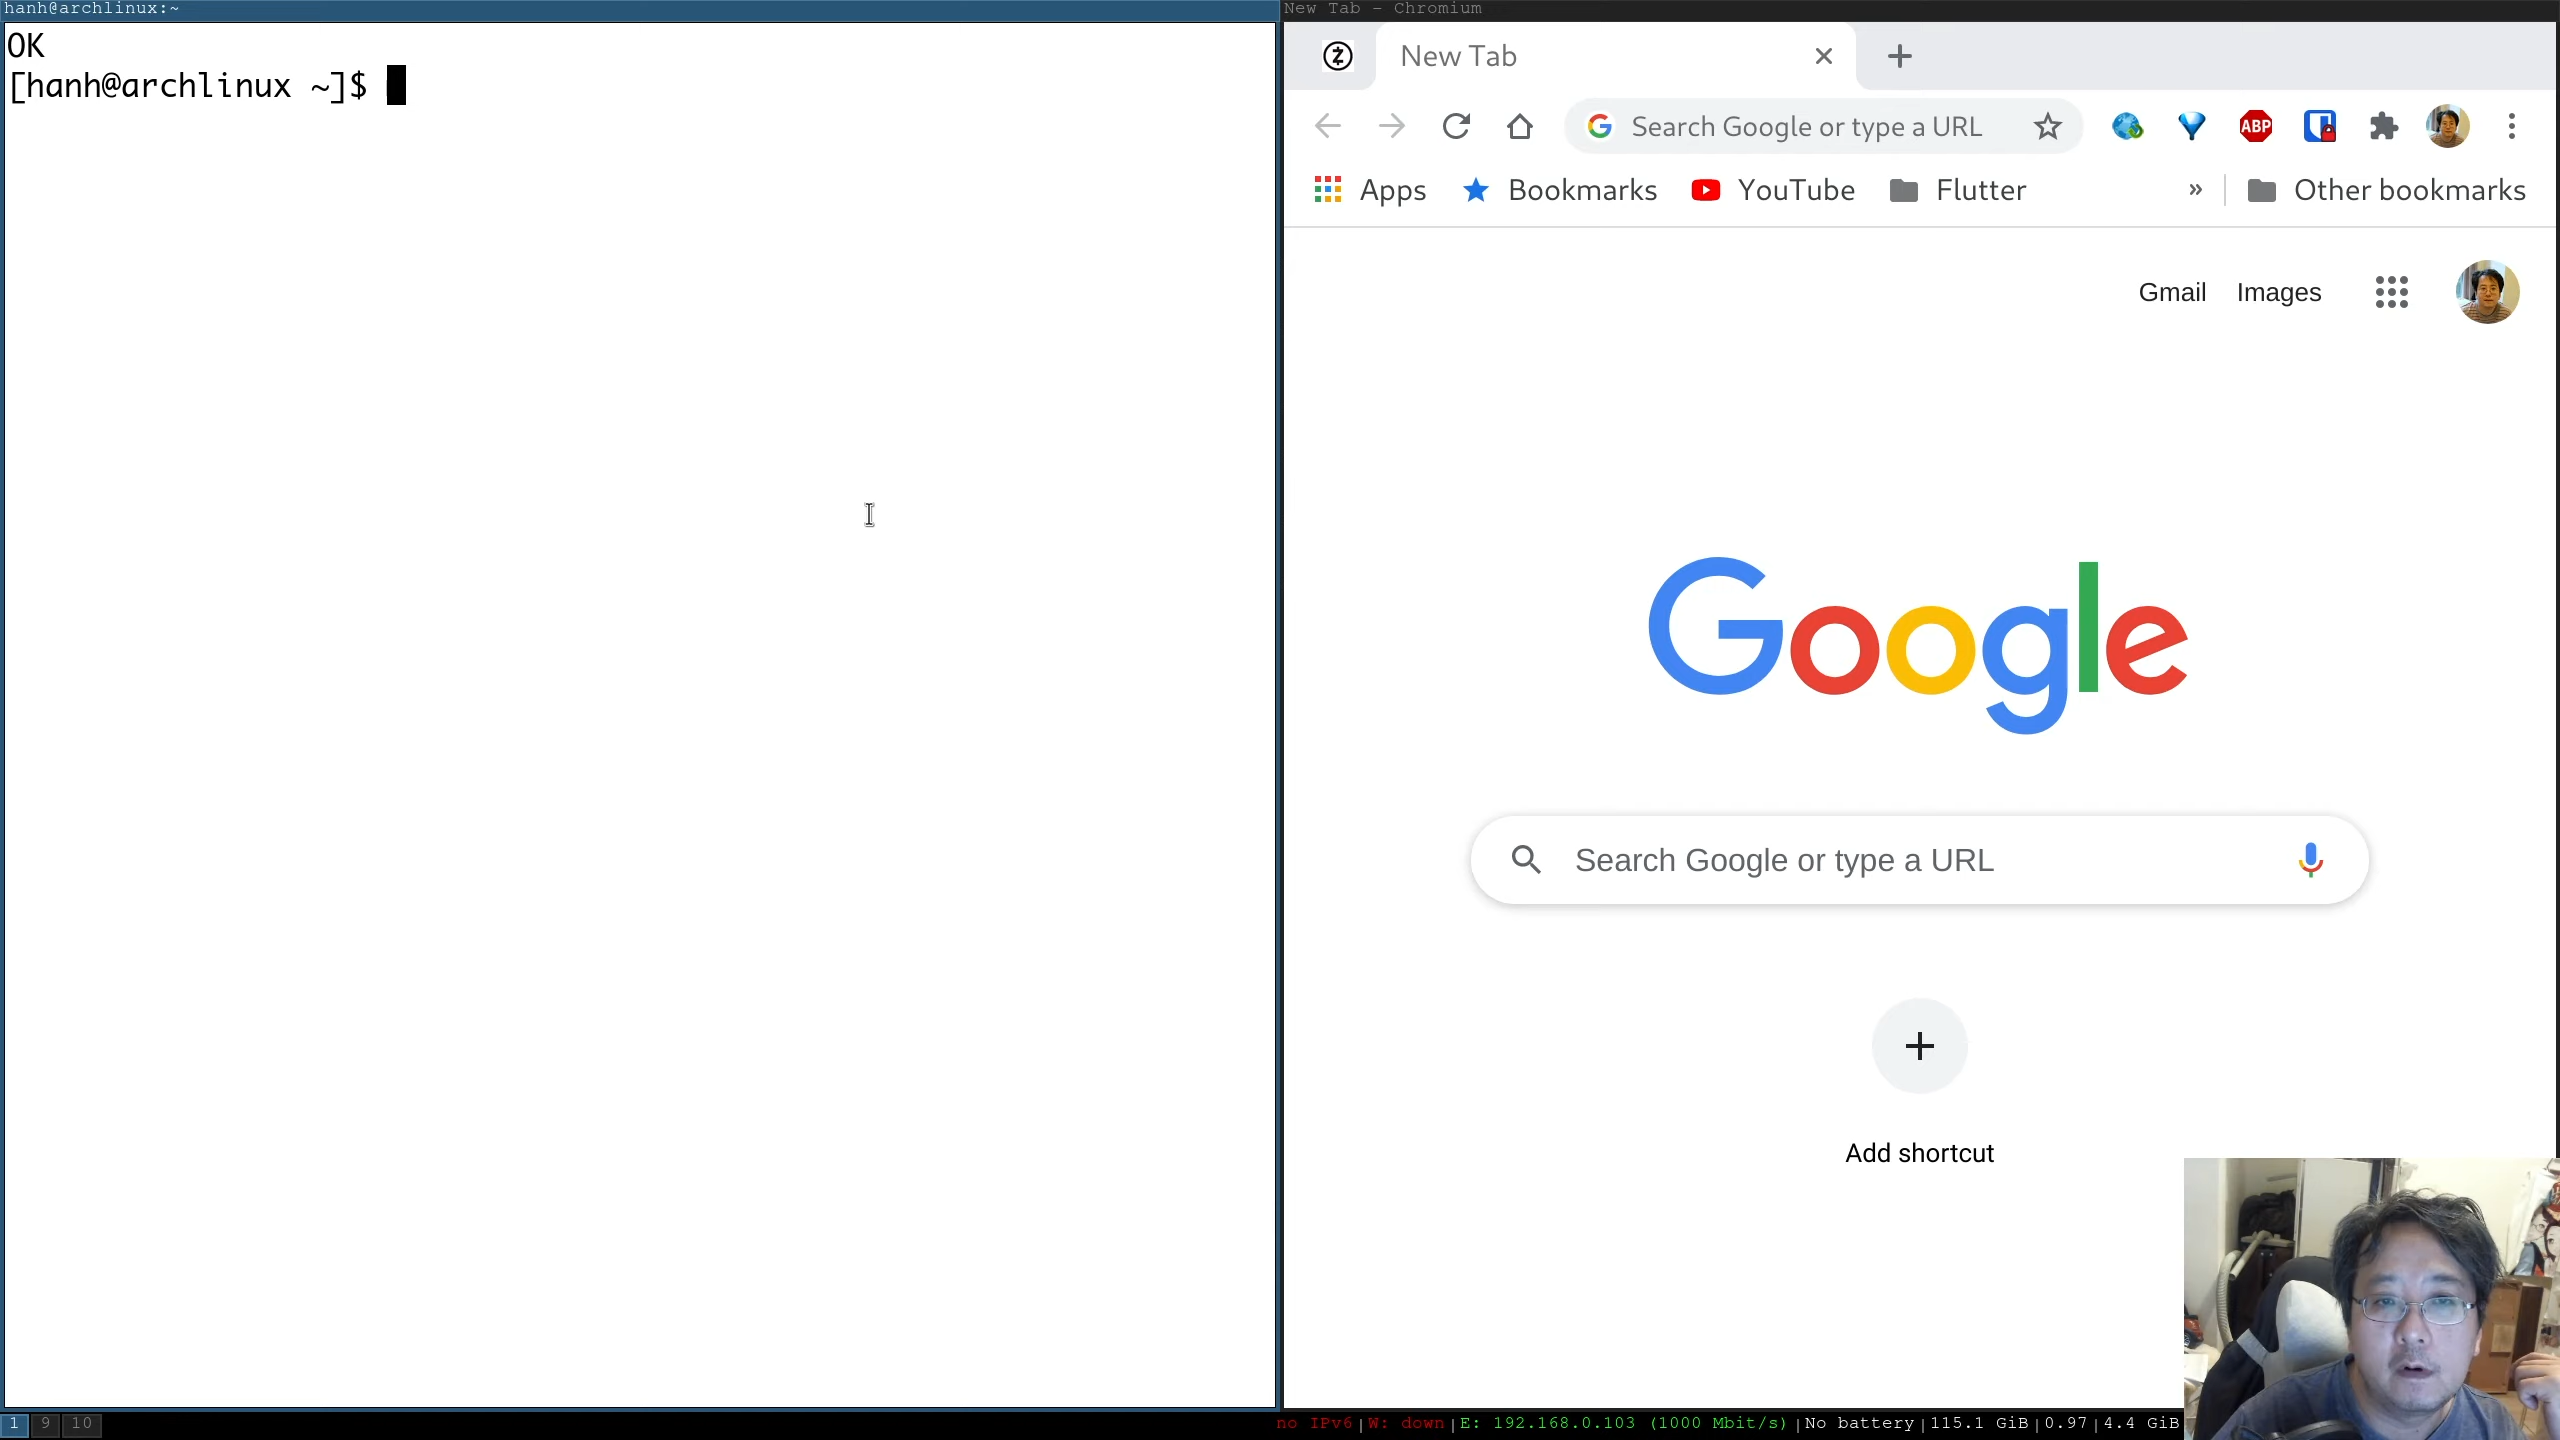 hanh@archlinux:~
OK
[hanh@archlinux ~]$
New Tab - Chromium
New Tab
Search Google or type a URL
ABP
Apps
Bookmarks
YouTube
Flutter
»
Other bookmarks
Gmail
Images
Google
Search Google or type a URL
Add shortcut
1 9 10
no IPv6|W: down|E: 192.168.0.103 (1000 Mbit/s)|No battery|115.1 GiB|0.97|4.4 GiB